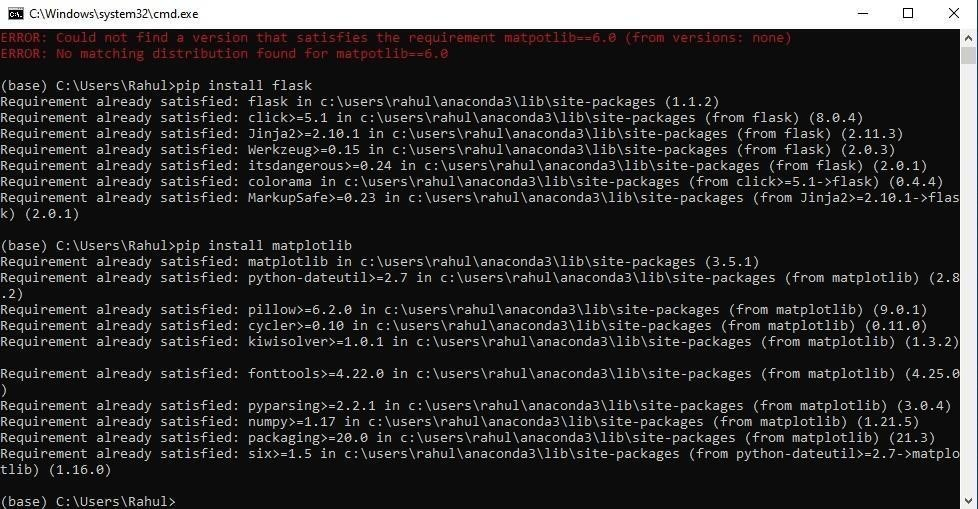 C:\Windows\system32\cmd.exe
ERROR: Could not find a version that satisfies the requirement matpotlib==6.0 (from versions: none)
ERROR: No matching distribution found for matpotlib==6.0
(base) C:\Users\Rahul>pip install flask
Requirement already satisfied: flask in c:\users\rahul\anaconda3\lib\site-packages (1.1.2)
Requirement already satisfied: click>=5.1 in c:\users\rahul\anaconda3\lib\site-packages (from flask) (8.0.4)
Requirement already satisfied: Jinja2>=2.10.1 in c:\users\rahul\anaconda3\lib\site-packages (from flask) (2.11.3)
Requirement already satisfied: Werkzeug>=0.15 in c:\users\rahul\anaconda3\lib\site-packages (from flask) (2.0.3)
Requirement already satisfied: itsdangerous>=0.24 in c:\users\rahul\anaconda3\lib\site-packages (from flask) (2.0.1)
Requirement already satisfied: colorama in c:\users\rahul\anaconda3\lib\site-packages (from click>=5.1->flask) (0.4.4)
Requirement already satisfied: MarkupSafe>=0.23 in c:\users\rahul\anaconda3\lib\site-packages (from Jinja2>=2.10.1->flas
k) (2.0.1)
(base) C:\Users\Rahul>pip install matplotlib
Requirement already satisfied: matplotlib in c:\users\rahul\anaconda3\lib\site-packages (3.5.1)
Requirement already satisfied: python-dateutil>=2.7 in c:\users\rahul\anaconda3\lib\site-packages (from matplotlib) (2.8
.2)
Requirement already satisfied: pillow>=6.2.0 in c:\users\rahul\anaconda3\lib\site-packages (from matplotlib) (9.0.1)
Requirement already satisfied: cycler>=0.10 in c:\users\rahul\anaconda3\lib\site-packages (from matplotlib) (0.11.0)
Requirement already satisfied: kiwisolver>=1.0.1 in c:\users\rahul\anaconda3\lib\site-packages (from matplotlib) (1.3.2)
Requirement already satisfied: fonttools>=4.22.0 in c:\users\rahul\anaconda3\lib\site-packages (from matplotlib) (4.25.0
)
Requirement already satisfied: pyparsing>=2.2.1 in c:\users\rahul\anaconda3\lib\site-packages (from matplotlib) (3.0.4)
Requirement already satisfied: numpy>=1.17 in c:\users\rahul\anaconda3\lib\site-packages (from matplotlib) (1.21.5)
Requirement already satisfied: packaging>=20.0 in c:\users\rahul\anaconda3\lib\site-packages (from matplotlib) (21.3)
Requirement already satisfied: six>=1.5 in c:\users\rahul\anaconda3\lib\site-packages (from python-dateutil>=2.7->matplo
tlib) (1.16.0)
(base) C:\Users\Rahul>